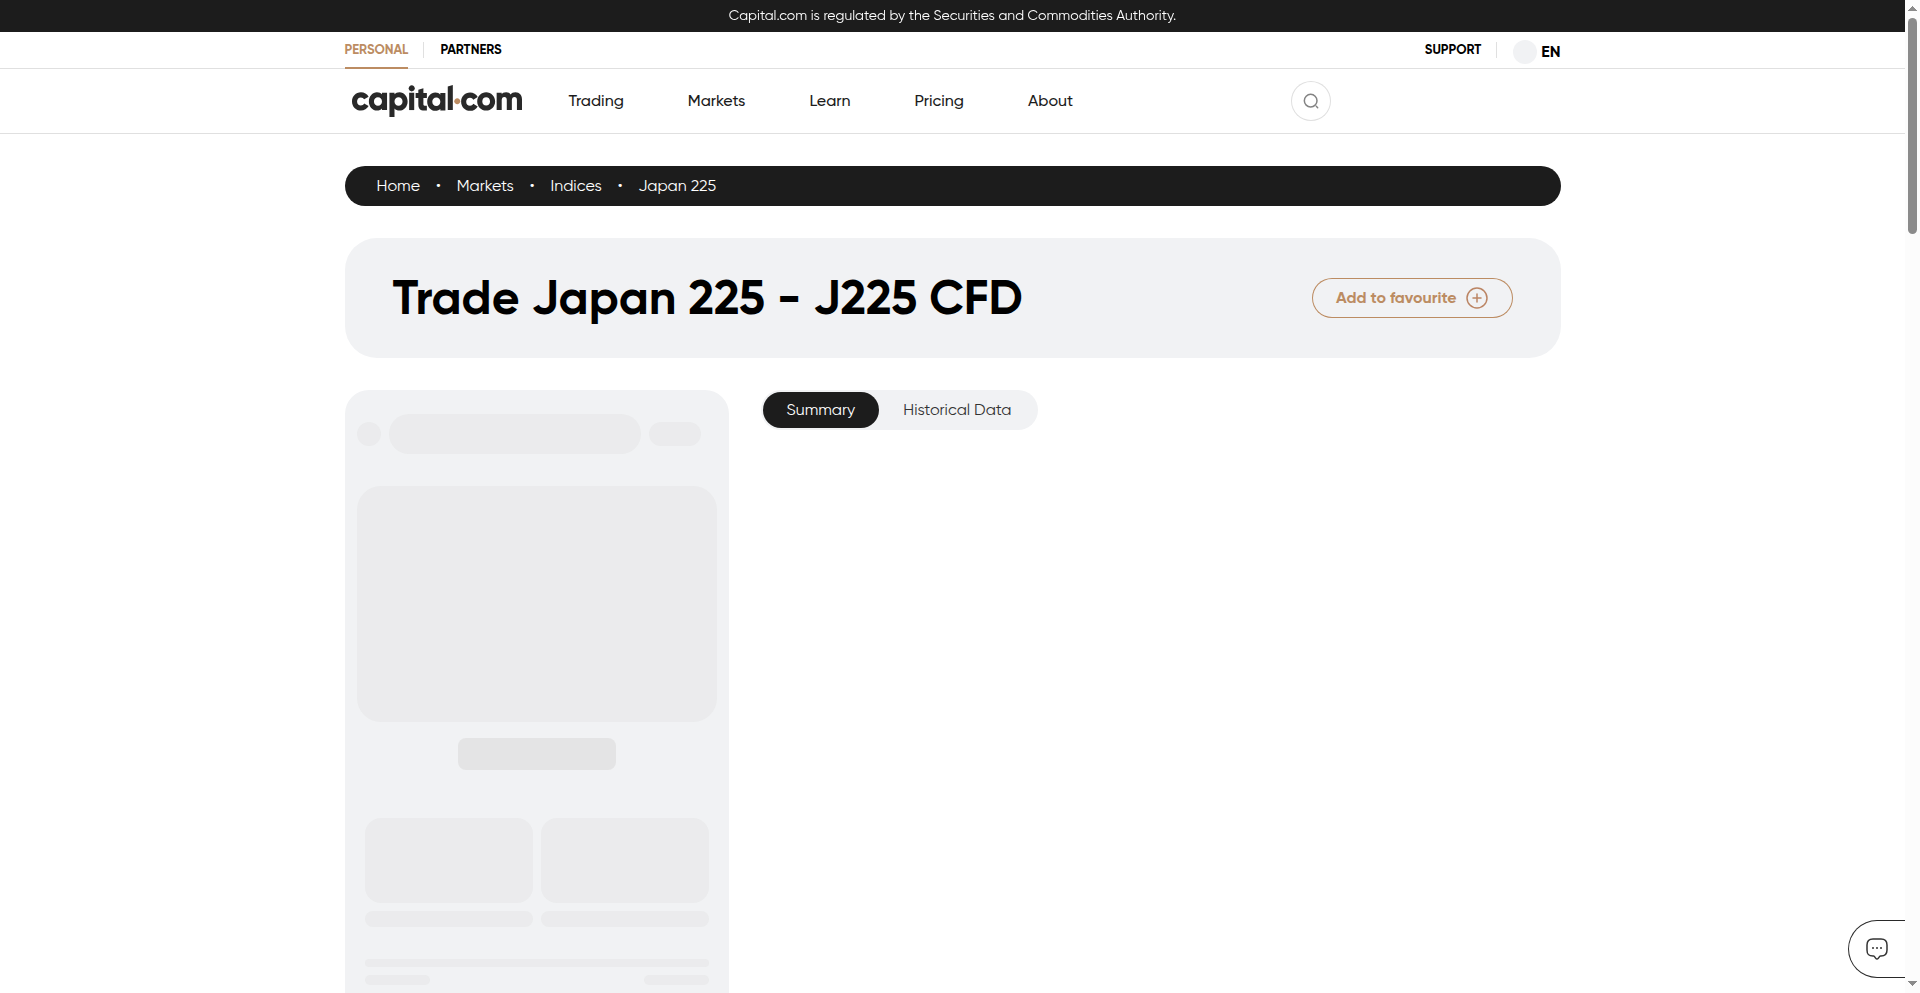 Capital.com is regulated by the Securities and Commodities Authority.
PERSONAL PARTNERS SUPPORT EN
capital.com Trading Markets Learn Pricing About
Home • Markets • Indices • Japan 225
Trade Japan 225 - J225 CFD
Add to favourite
Summary Historical Data